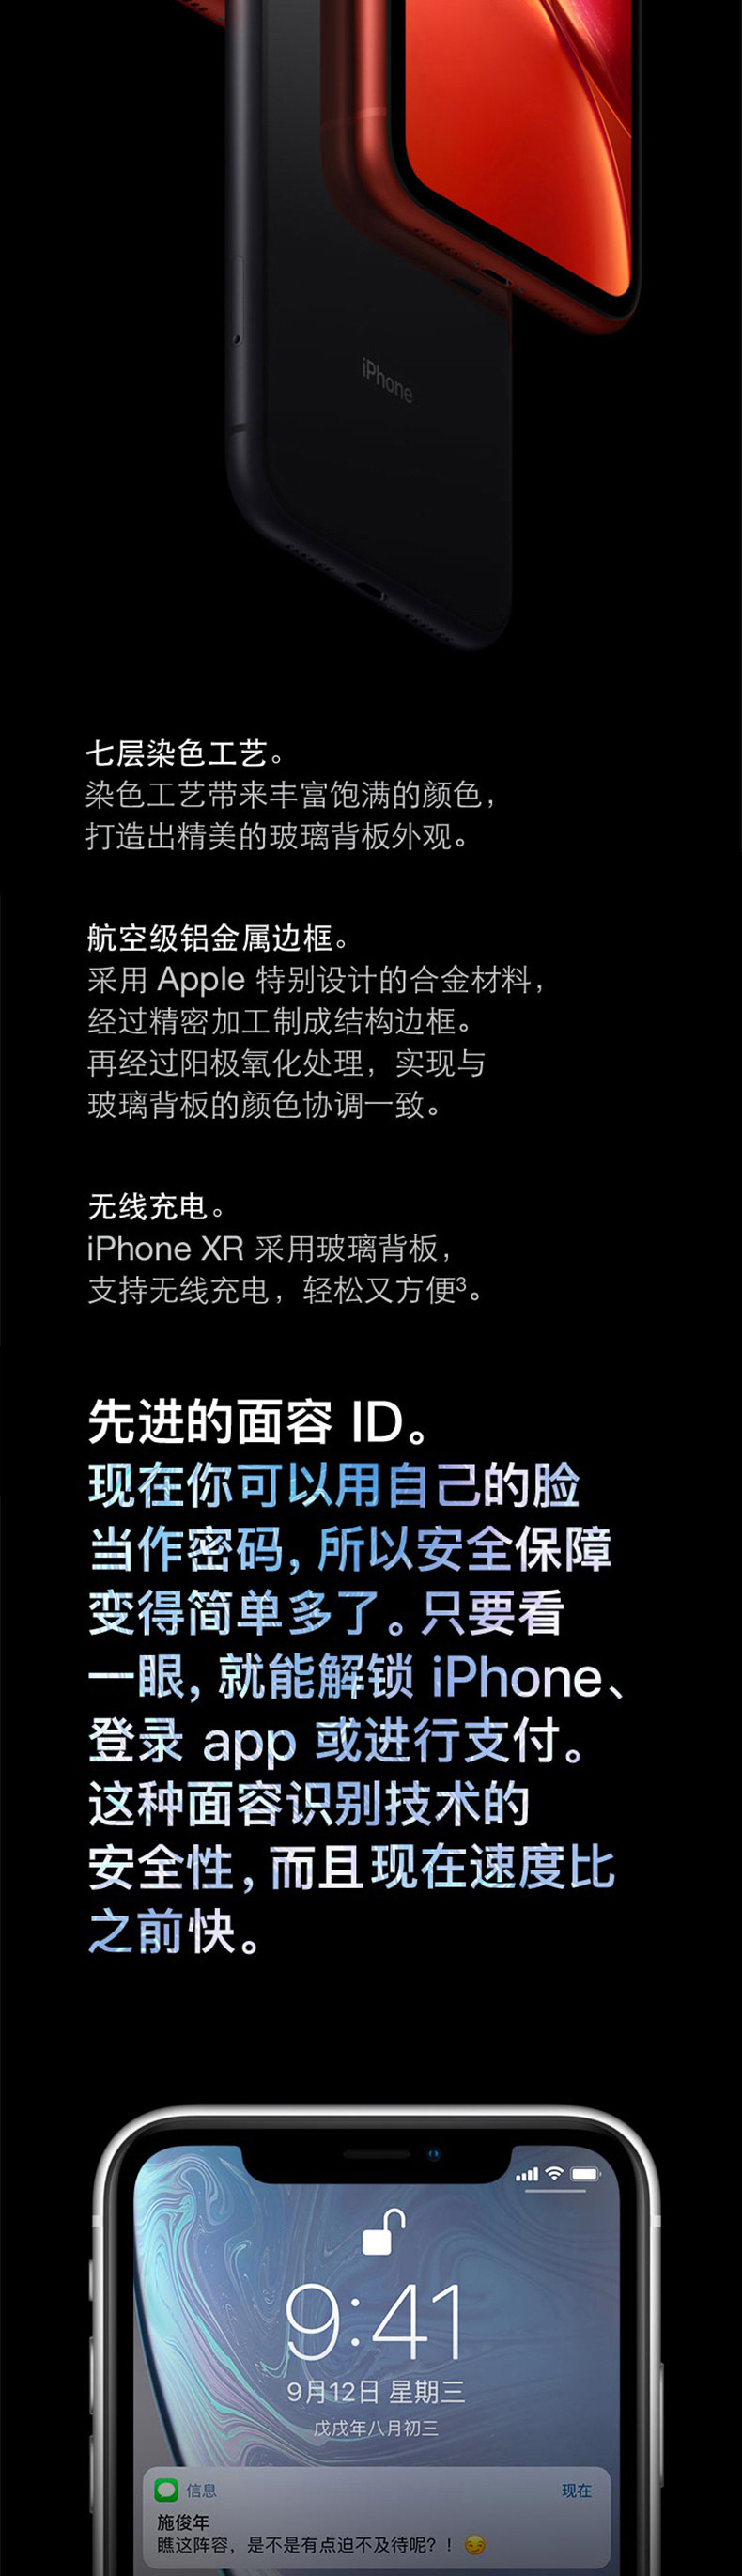 iPhone
七层染色工艺。
染色工艺带来丰富饱满的颜色，
打造出精美的玻璃背板外观。
航空级铝金属边框。
采用 Apple 特别设计的合金材料，
经过精密加工制成结构边框。
再经过阳极氧化处理，实现与
玻璃背板的颜色协调一致。
无线充电。
iPhone XR 采用玻璃背板，
支持无线充电，轻松又方便³。
先进的面容 ID。
现在你可以用自己的脸
当作密码，所以安全保障
变得简单多了。只要看
一眼，就能解锁 iPhone、
登录 app 或进行支付。
这种面容识别技术的
安全性，而且现在速度比
之前快。
9:41
9月12日 星期三
戊戌年八月初三
信息 现在
施俊年
瞧这阵容，是不是有点迫不及待呢？！😏